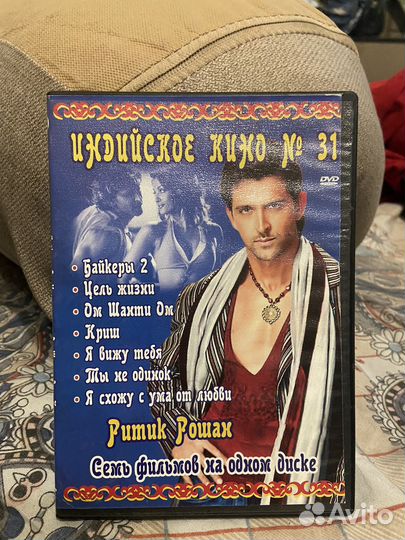 ИНДИЙСКОЕ КИНО № 31
DVD
• Байкеры 2
• Цель жизни
• Ом Шанти Ом
• Криш
• Я вижу тебя
• Ты не одинок
• Я схожу с ума от любви
Ритик Рошан
Семь фильмов на одном диске
Avito